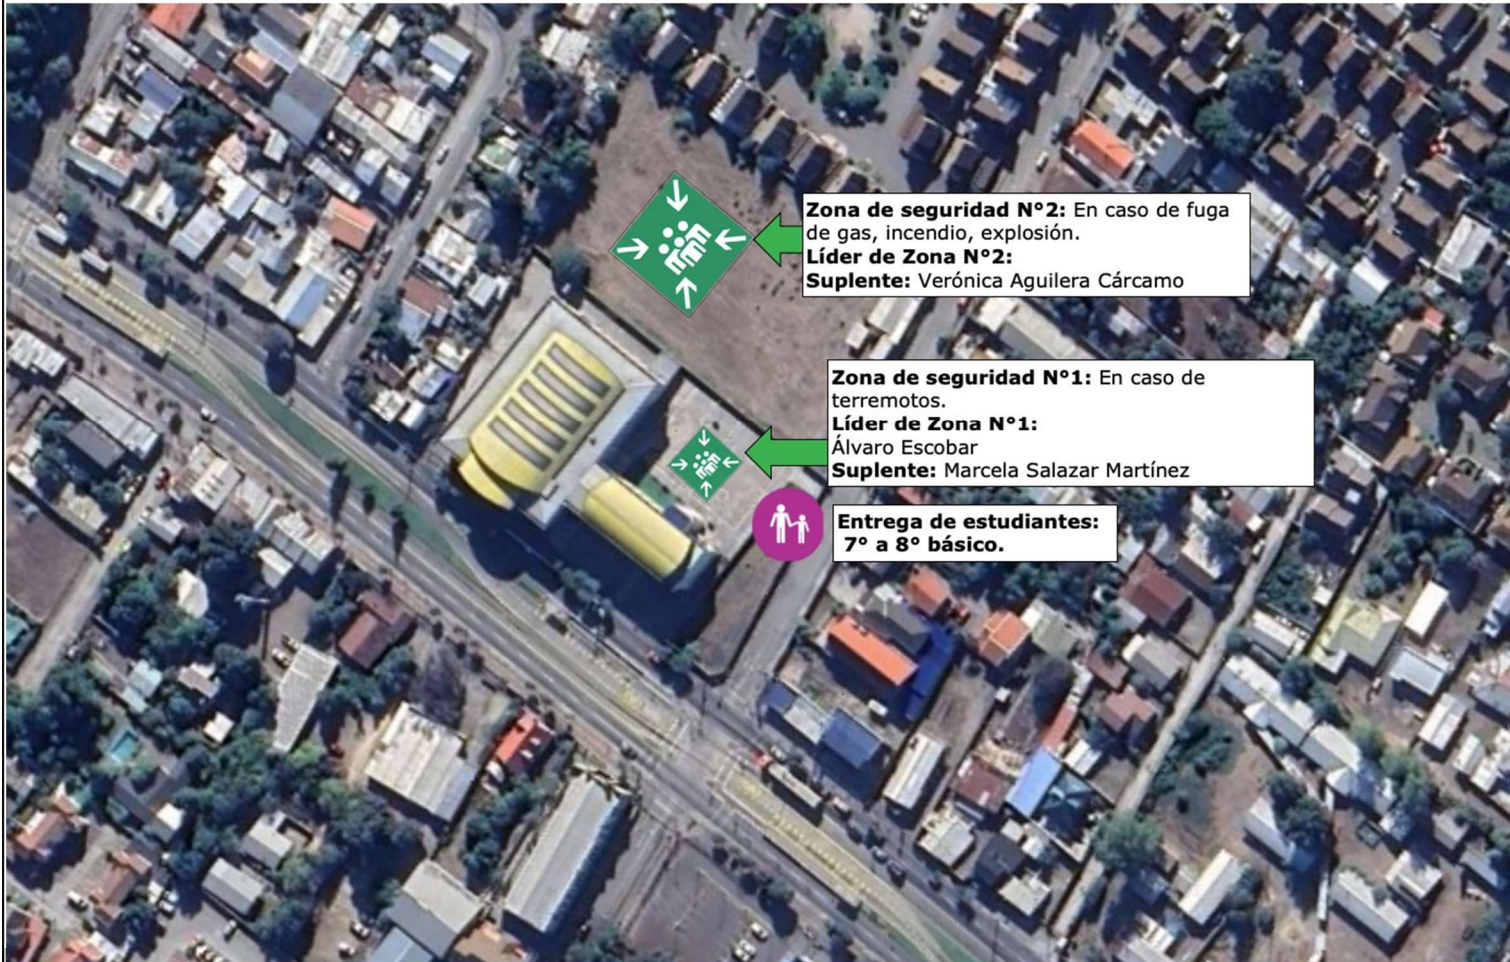 Zona de seguridad N°2: En caso de fuga
de gas, incendio, explosión.
Líder de Zona N°2:
Suplente: Verónica Aguilera Cárcamo
Zona de seguridad N°1: En caso de
terremotos.
Líder de Zona N°1:
Álvaro Escobar
Suplente: Marcela Salazar Martínez
Entrega de estudiantes:
7° a 8° básico.